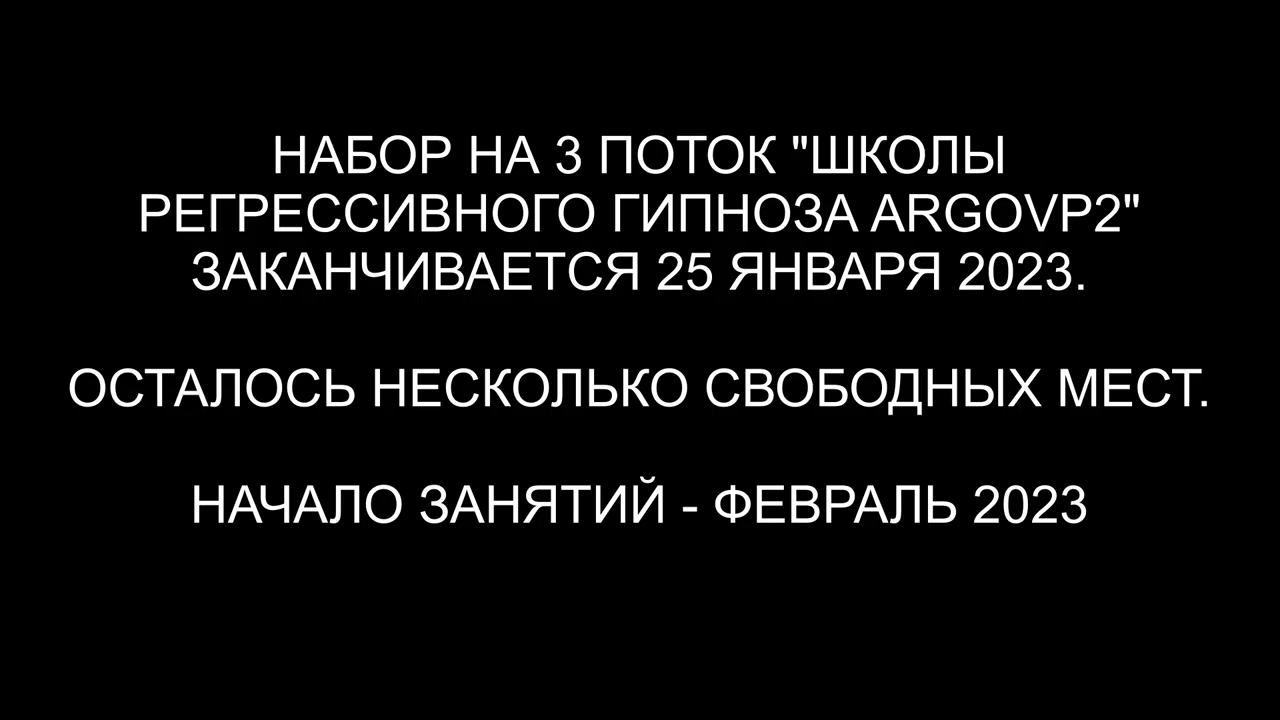 НАБОР НА 3 ПОТОК "ШКОЛЫ
РЕГРЕССИВНОГО ГИПНОЗА ARGOVP2"
ЗАКАНЧИВАЕТСЯ 25 ЯНВАРЯ 2023.
ОСТАЛОСЬ НЕСКОЛЬКО СВОБОДНЫХ МЕСТ.
НАЧАЛО ЗАНЯТИЙ - ФЕВРАЛЬ 2023